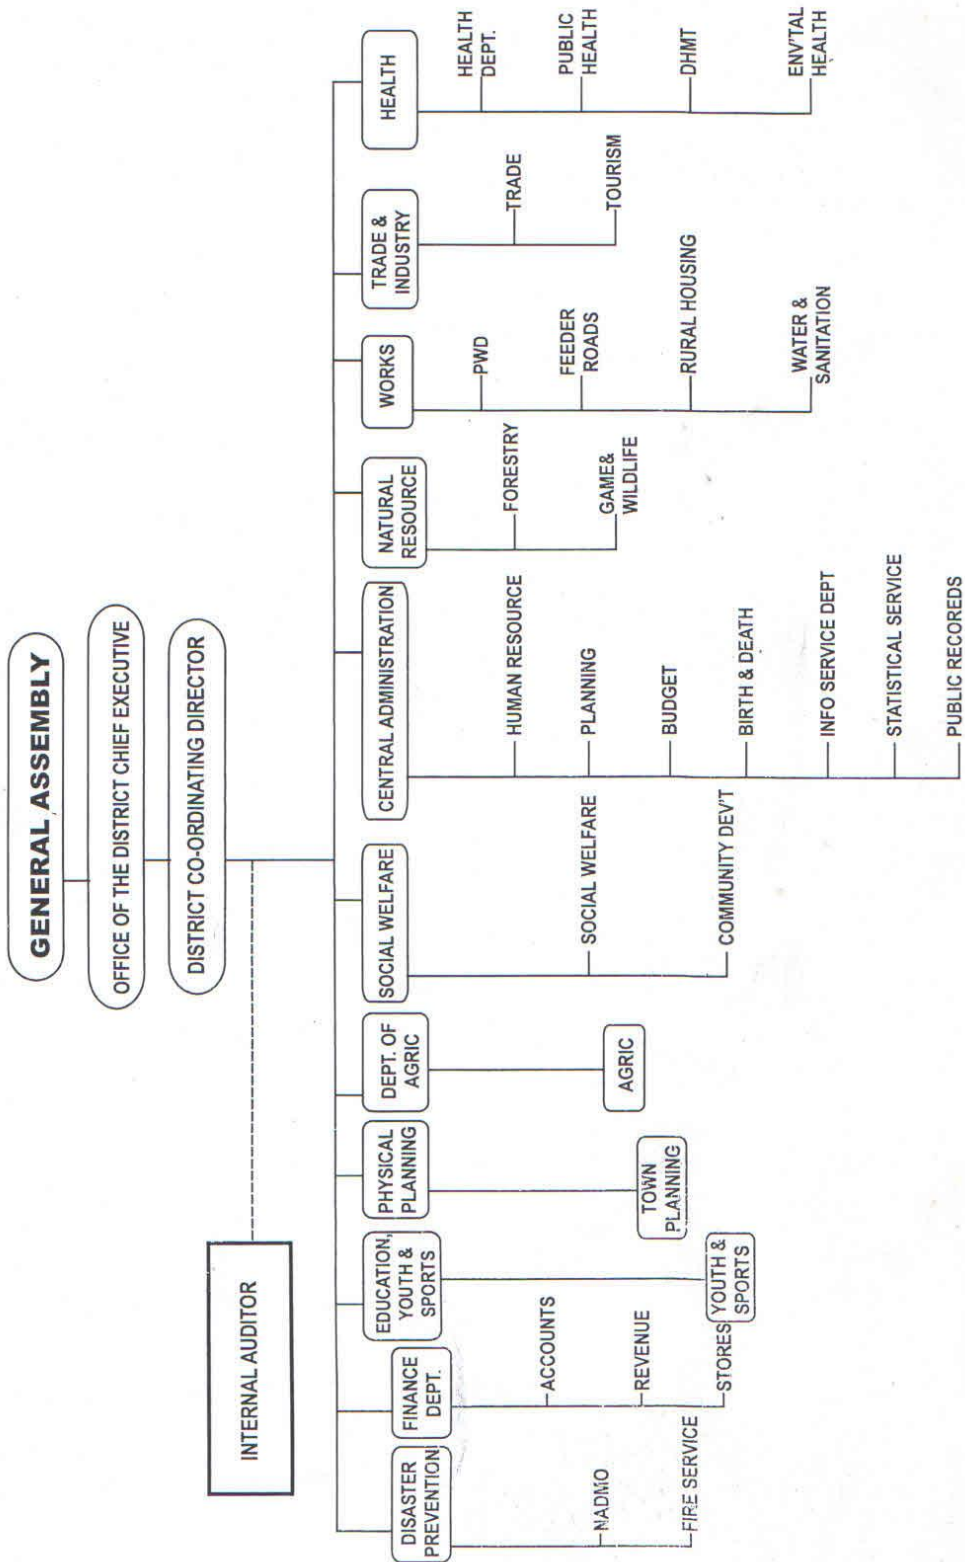 GENERAL ASSEMBLY
OFFICE OF THE DISTRICT CHIEF EXECUTIVE
DISTRICT CO-ORDINATING DIRECTOR
INTERNAL AUDITOR
DISASTER
PREVENTION
NADMO
FIRE SERVICE
FINANCE
DEPT.
ACCOUNTS
REVENUE
STORES
EDUCATION,
YOUTH &
SPORTS
YOUTH &
SPORTS
PHYSICAL
PLANNING
TOWN
PLANNING
DEPT. OF
AGRIC
AGRIC
SOCIAL WELFARE
SOCIAL WELFARE
COMMUNITY DEV'T
CENTRAL ADMINISTRATION
HUMAN RESOURCE
PLANNING
BUDGET
BIRTH & DEATH
INFO SERVICE DEPT
STATISTICAL SERVICE
PUBLIC RECOREDS
NATURAL
RESOURCE
FORESTRY
GAME&
WILDLIFE
WORKS
PWD
FEEDER
ROADS
RURAL HOUSING
WATER &
SANITATION
TRADE &
INDUSTRY
TRADE
TOURISM
HEALTH
HEALTH
DEPT.
PUBLIC
HEALTH
DHMT
ENV'TAL
HEALTH